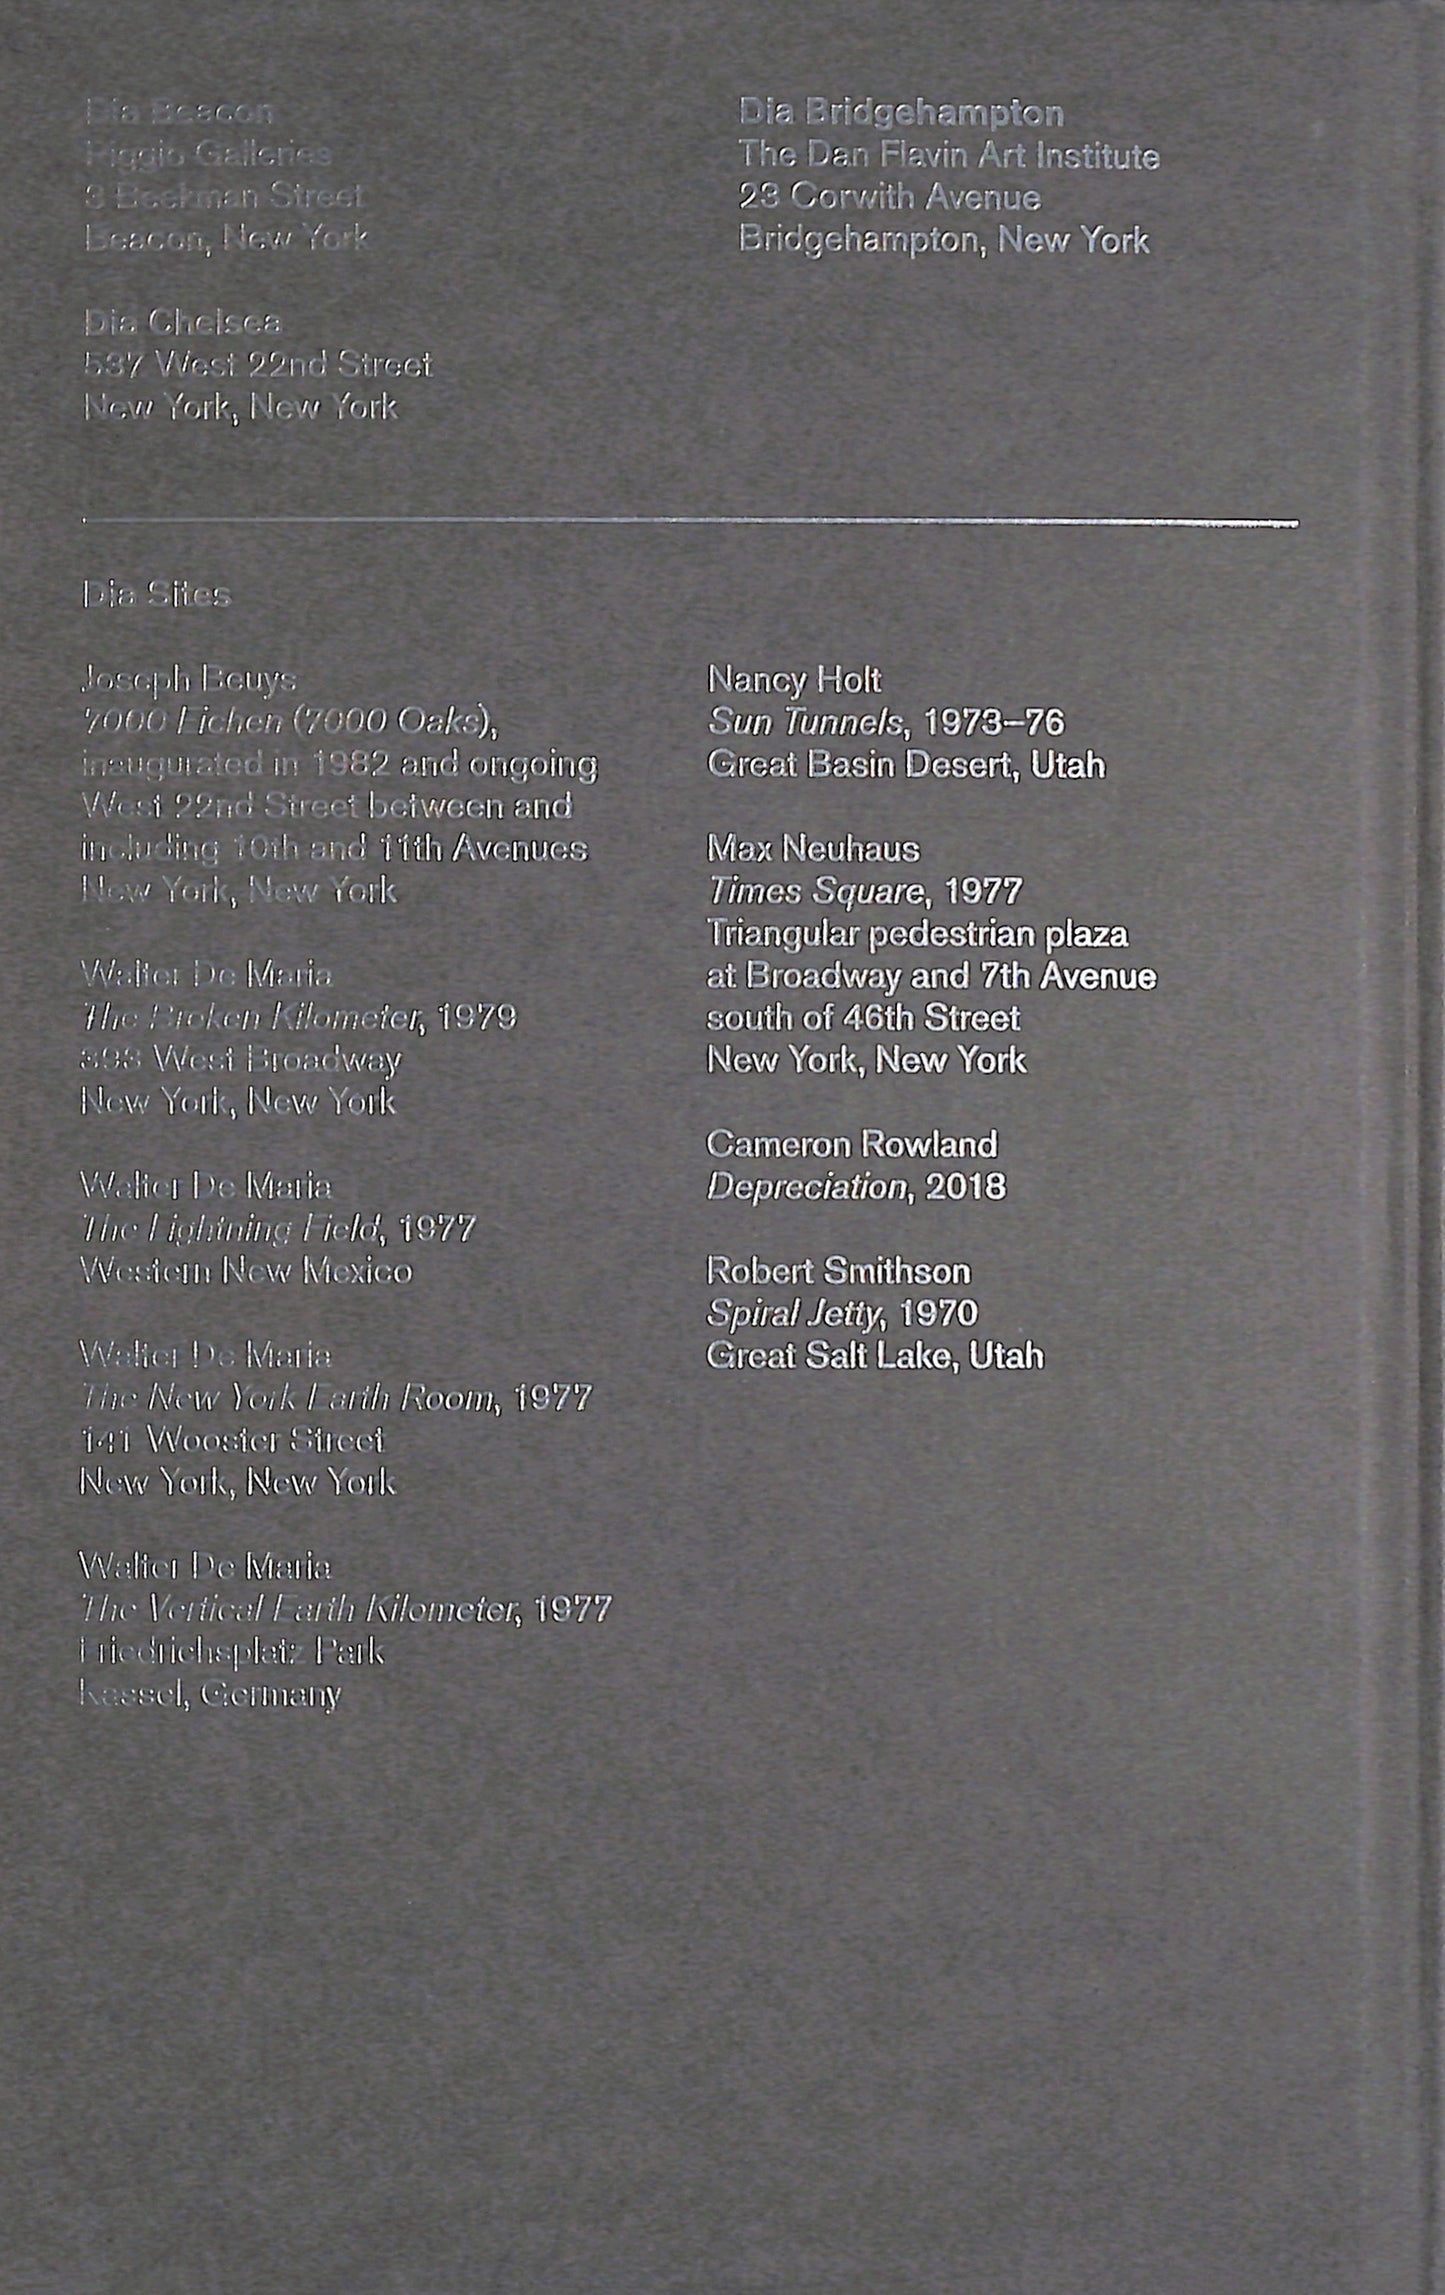 Dia Beacon
Riggio Galleries
3 Beekman Street
Beacon, New York
Dia Chelsea
537 West 22nd Street
New York, New York
Dia Bridgehampton
The Dan Flavin Art Institute
23 Corwith Avenue
Bridgehampton, New York
Dia Sites
Joseph Beuys
7000 Eichen (7000 Oaks),
inaugurated in 1982 and ongoing
West 22nd Street between and
including 10th and 11th Avenues
New York, New York
Walter De Maria
The Broken Kilometer, 1979
393 West Broadway
New York, New York
Walter De Maria
The Lightning Field, 1977
Western New Mexico
Walter De Maria
The New York Earth Room, 1977
141 Wooster Street
New York, New York
Walter De Maria
The Vertical Earth Kilometer, 1977
Friedrichsplatz Park
Kassel, Germany
Nancy Holt
Sun Tunnels, 1973–76
Great Basin Desert, Utah
Max Neuhaus
Times Square, 1977
Triangular pedestrian plaza
at Broadway and 7th Avenue
south of 46th Street
New York, New York
Cameron Rowland
Depreciation, 2018
Robert Smithson
Spiral Jetty, 1970
Great Salt Lake, Utah